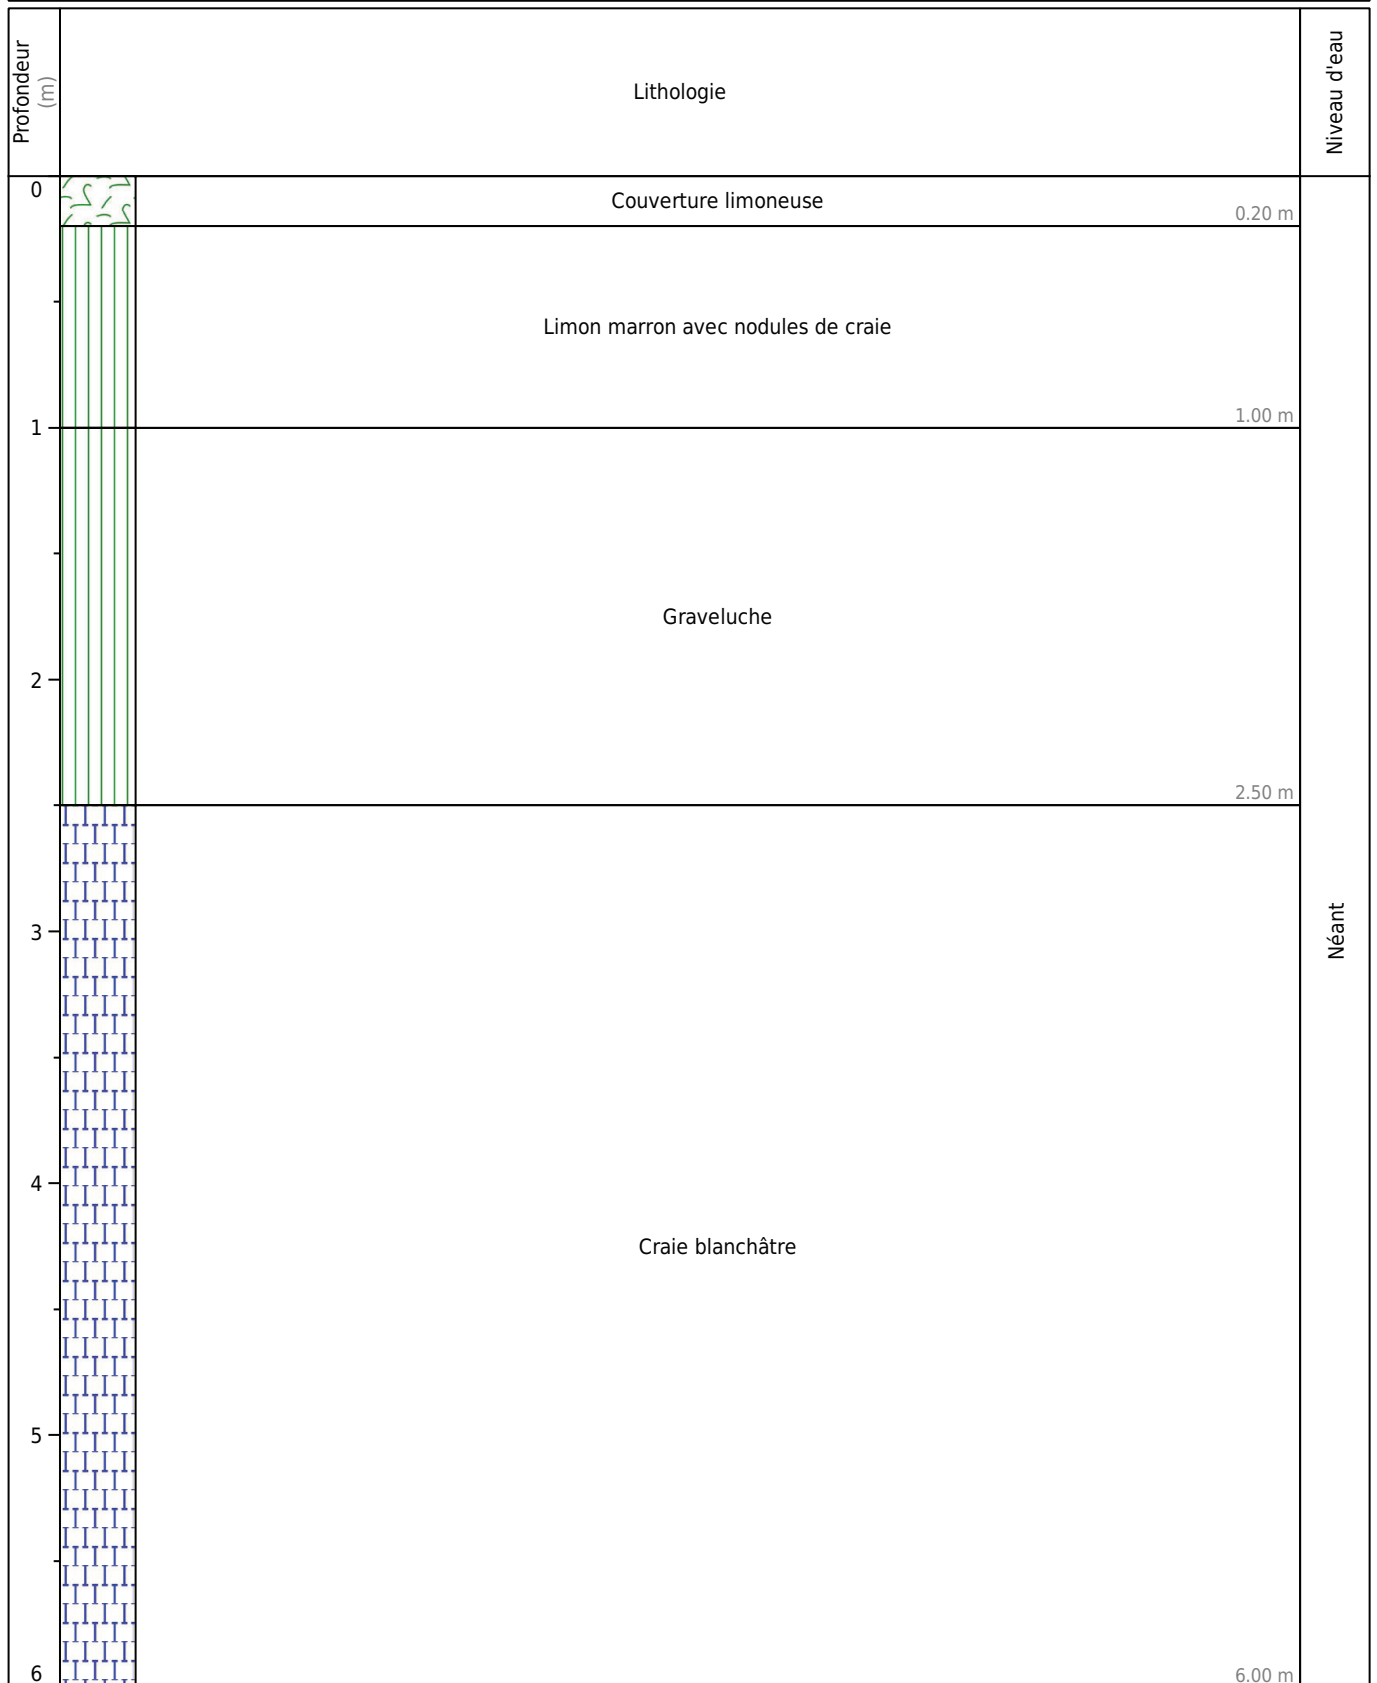 Profondeur
(m)
Lithologie
Niveau d'eau
0
Couverture limoneuse
0.20 m
Limon marron avec nodules de craie
1.00 m
1
Graveluche
2
2.50 m
3
Néant
4
Craie blanchâtre
5
6
6.00 m